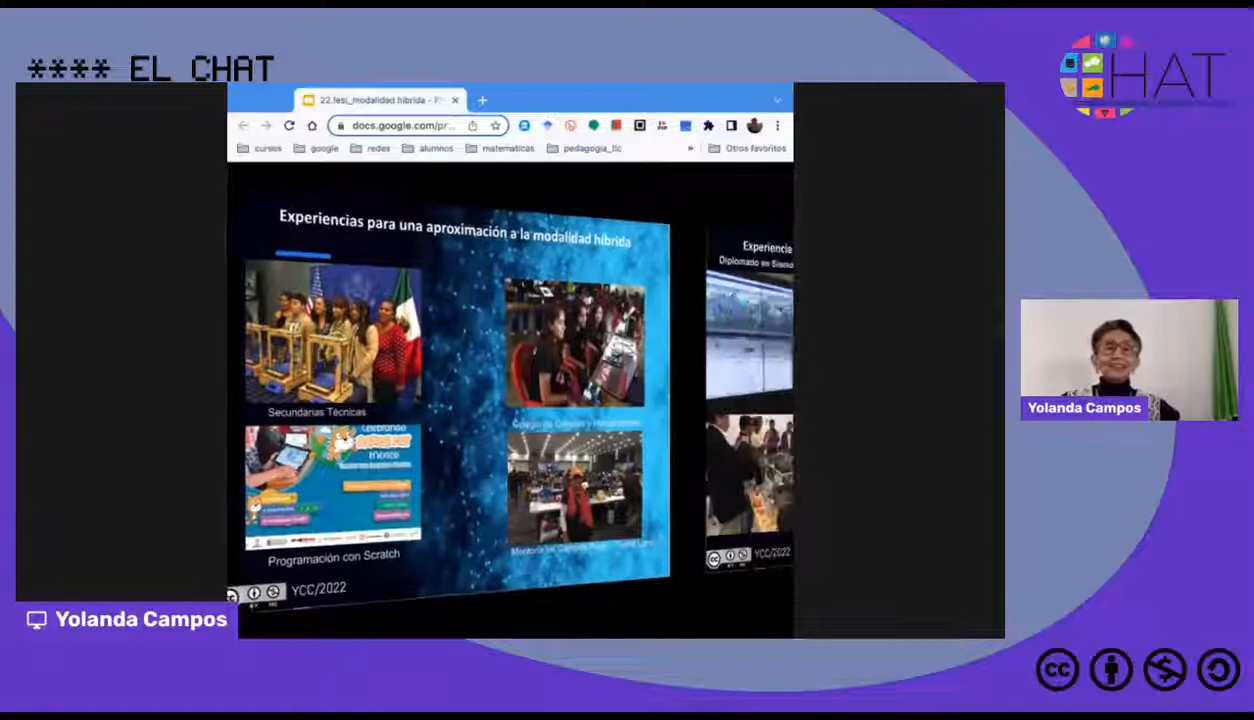 **** EL CHAT
HAT
22.fesi_modalidad híbrida - P
docs.google.com/pr...
cursos
google
redes
alumnos
matematicas
pedagogia_tic
»
Otros favoritos
Experiencias para una aproximación a la modalidad híbrida
Secundarias Técnicas
México
Programación con Scratch
YCC/2022
Experiencia
Diplomado en
YCC/2022
Yolanda Campos
Yolanda Campos
cc